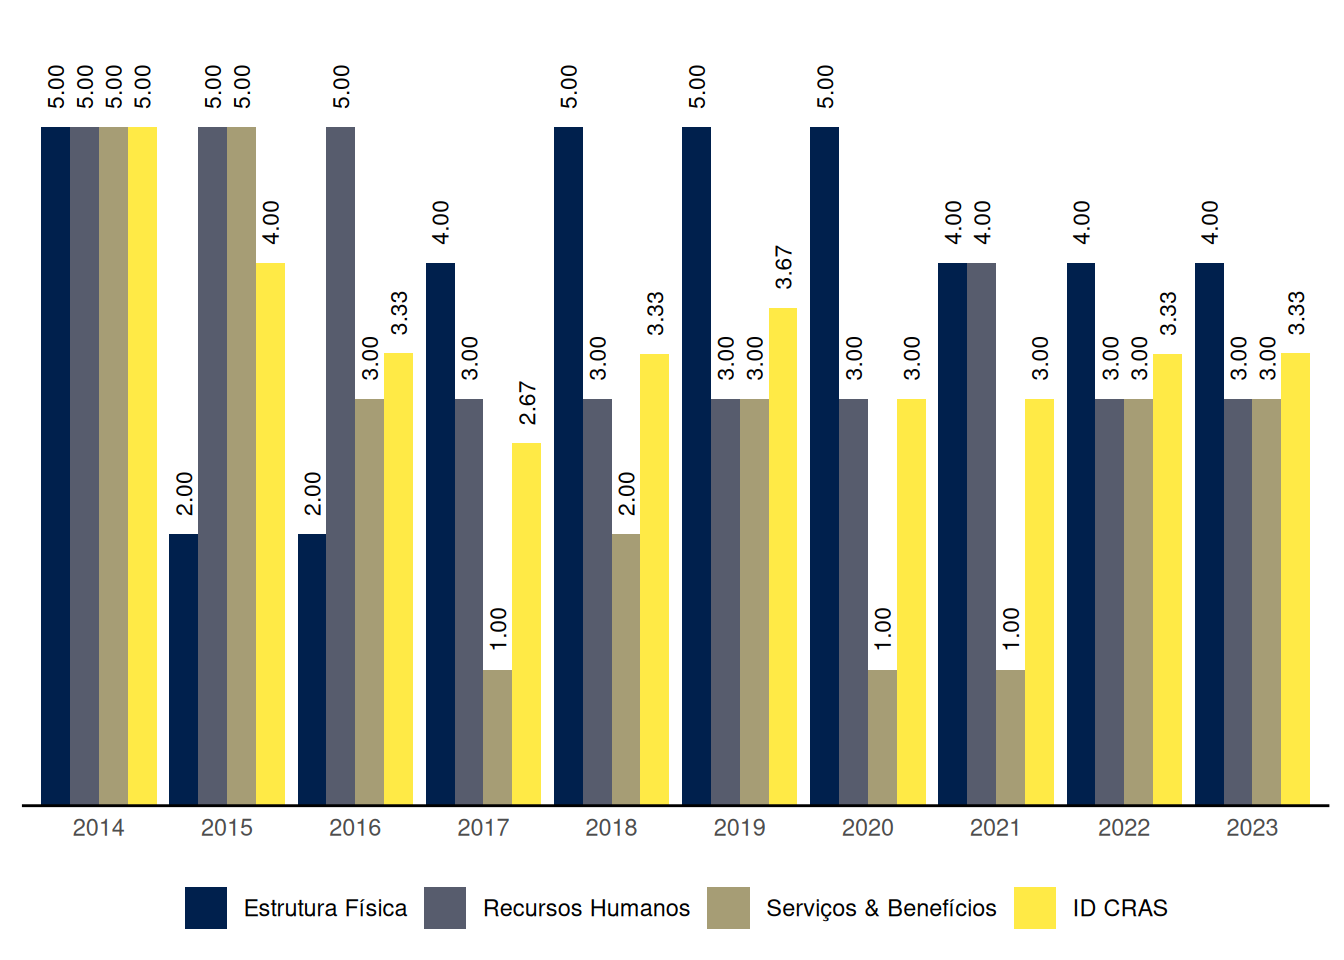 5.00 5.00 5.00 5.00 2.00 5.00 5.00 4.00 2.00 5.00 3.00 3.33 4.00 3.00 1.00 2.67 5.00 3.00 2.00 3.33 5.00 3.00 3.00 3.67 5.00 3.00 1.00 3.00 4.00 4.00 1.00 3.00 4.00 3.00 3.00 3.33 4.00 3.00 3.00 3.33
2014 2015 2016 2017 2018 2019 2020 2021 2022 2023
Estrutura Física Recursos Humanos Serviços & Benefícios ID CRAS